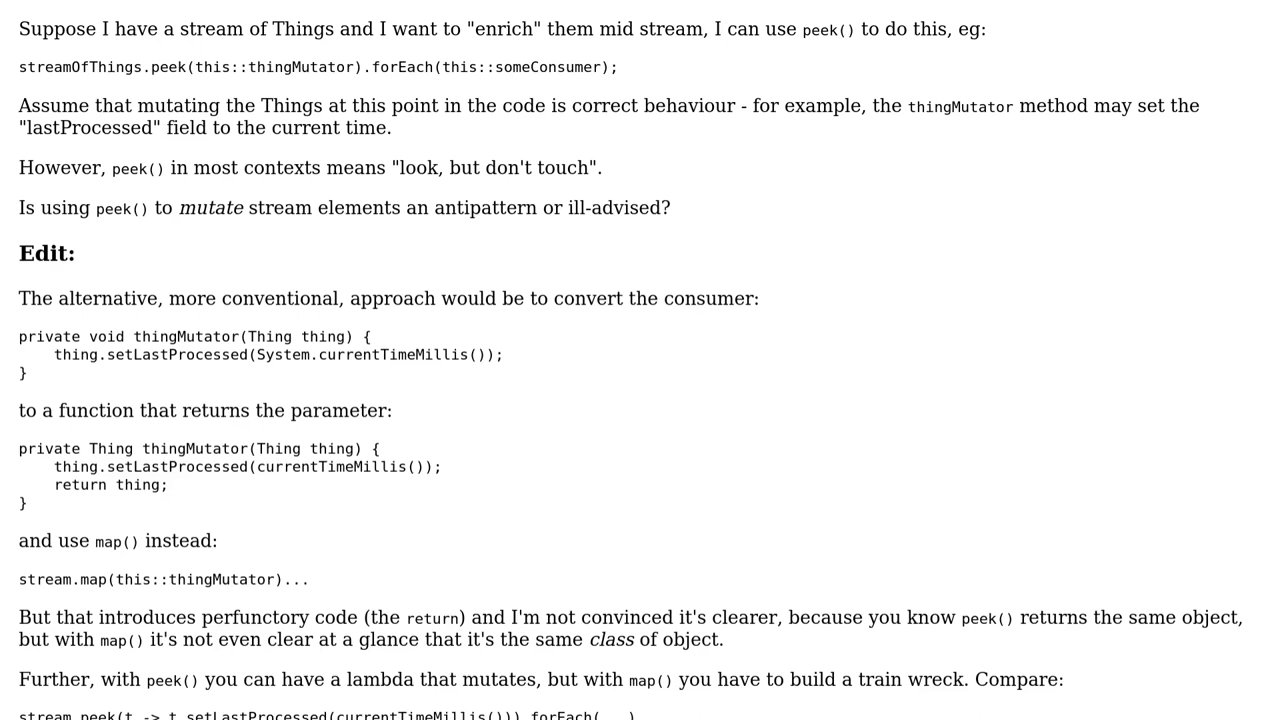 Suppose I have a stream of Things and I want to "enrich" them mid stream, I can use peek() to do this, eg:
streamOfThings.peek(this::thingMutator).forEach(this::someConsumer);
Assume that mutating the Things at this point in the code is correct behaviour - for example, the thingMutator method may set the
"lastProcessed" field to the current time.
However, peek() in most contexts means "look, but don't touch".
Is using peek() to mutate stream elements an antipattern or ill-advised?
Edit:
The alternative, more conventional, approach would be to convert the consumer:
private void thingMutator(Thing thing) {
    thing.setLastProcessed(System.currentTimeMillis());
}
to a function that returns the parameter:
private Thing thingMutator(Thing thing) {
    thing.setLastProcessed(currentTimeMillis());
    return thing;
}
and use map() instead:
stream.map(this::thingMutator)...
But that introduces perfunctory code (the return) and I'm not convinced it's clearer, because you know peek() returns the same object,
but with map() it's not even clear at a glance that it's the same class of object.
Further, with peek() you can have a lambda that mutates, but with map() you have to build a train wreck. Compare:
stream.peek(t -> t.setLastProcessed(currentTimeMillis())).forEach(...)